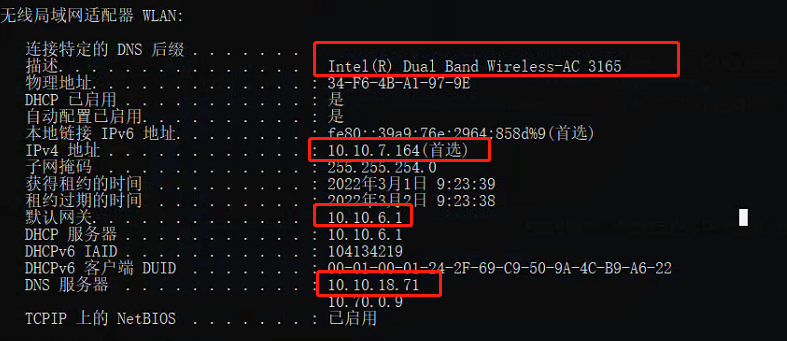 无线局域网适配器 WLAN:
连接特定的 DNS 后缀 . . . . . . . :
描述. . . . . . . . . . . . . . . : Intel(R) Dual Band Wireless-AC 3165
物理地址. . . . . . . . . . . . . : 34-F6-4B-A1-97-9E
DHCP 已启用 . . . . . . . . . . . : 是
自动配置已启用. . . . . . . . . . : 是
本地链接 IPv6 地址. . . . . . . . : fe80::39a9:76e:2964:858d%9(首选)
IPv4 地址 . . . . . . . . . . . . : 10.10.7.164(首选)
子网掩码 . . . . . . . . . . . . : 255.255.254.0
获得租约的时间 . . . . . . . . . : 2022年3月1日 9:23:39
租约过期的时间 . . . . . . . . . : 2022年3月2日 9:23:38
默认网关. . . . . . . . . . . . . : 10.10.6.1
DHCP 服务器 . . . . . . . . . . . : 10.10.6.1
DHCPv6 IAID . . . . . . . . . . . : 104134219
DHCPv6 客户端 DUID . . . . . . . : 00-01-00-01-24-2F-69-C9-50-9A-4C-B9-A6-22
DNS 服务器 . . . . . . . . . . . : 10.10.18.71
10.70.0.9
TCPIP 上的 NetBIOS . . . . . . . : 已启用